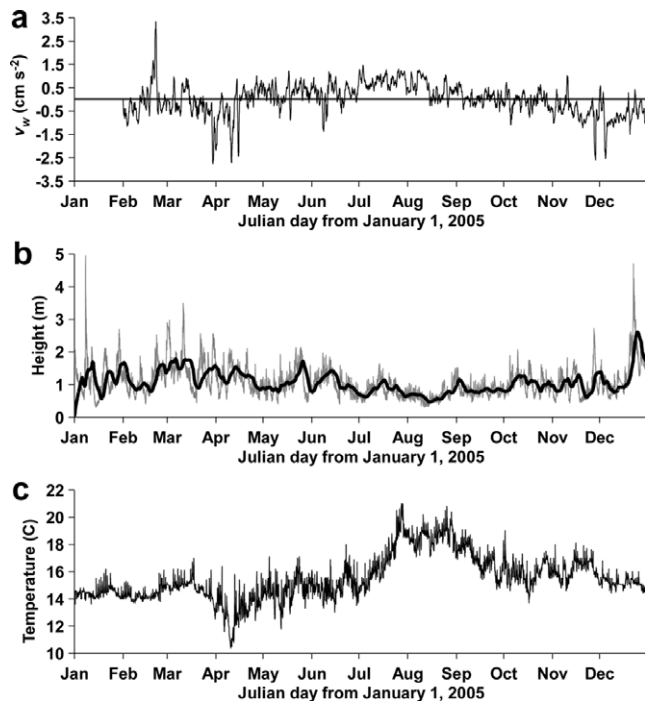 a
3.5
2.5
1.5
0.5
-0.5
-1.5
-2.5
-3.5
v_w (cm s⁻²)
Jan Feb Mar Apr May Jun Jul Aug Sep Oct Nov Dec
Julian day from January 1, 2005
b
5
4
3
2
1
0
Height (m)
Jan Feb Mar Apr May Jun Jul Aug Sep Oct Nov Dec
Julian day from January 1, 2005
c
22
20
18
16
14
12
10
Temperature (C)
Jan Feb Mar Apr May Jun Jul Aug Sep Oct Nov Dec
Julian day from January 1, 2005